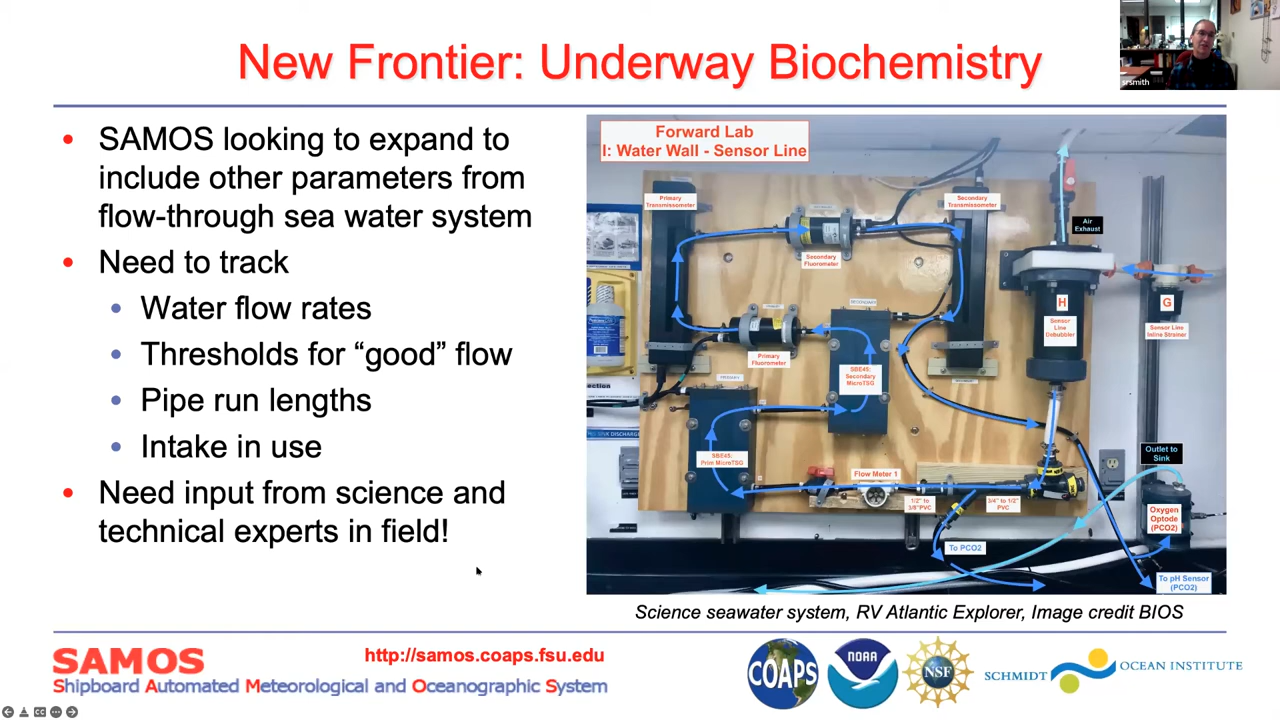 srsmith
New Frontier: Underway Biochemistry
• SAMOS looking to expand to
include other parameters from
flow-through sea water system
• Need to track
• Water flow rates
• Thresholds for “good” flow
• Pipe run lengths
• Intake in use
• Need input from science and
technical experts in field!
Forward Lab
I: Water Wall - Sensor Line
Primary
Transmissometer
Secondary
Transmissometer
Air
Exhaust
Secondary
Fluorometer
H
Sensor
Line
Debubbler
G
Sensor Line
Inline Strainer
Primary
Fluorometer
SBE45:
Secondary
MicroTSG
SBE45:
Prim MicroTSG
Flow Meter 1
1/2" to
3/8"PVC
3/4" to 1/2"
PVC
Outlet to
Sink
Oxygen
Optode
(PCO2)
To PCO2
To pH Sensor
(PCO2)
Science seawater system, RV Atlantic Explorer, Image credit BIOS
SAMOS
Shipboard Automated Meteorological and Oceanographic System
http://samos.coaps.fsu.edu
COAPS
NOAA
NSF
SCHMIDT
OCEAN INSTITUTE